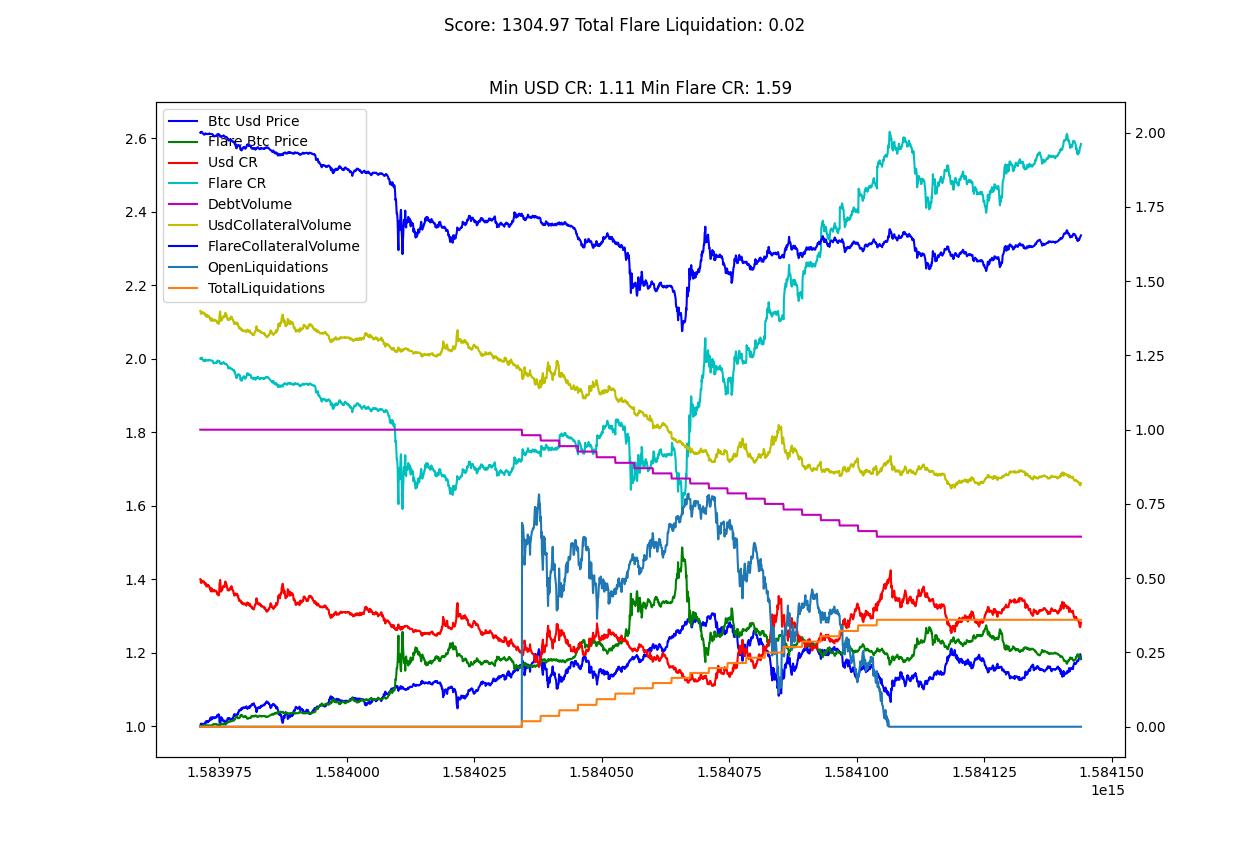 Score: 1304.97 Total Flare Liquidation: 0.02
Min USD CR: 1.11 Min Flare CR: 1.59
Btc Usd Price
Flare Btc Price
Usd CR
Flare CR
DebtVolume
UsdCollateralVolume
FlareCollateralVolume
OpenLiquidations
TotalLiquidations
2.6
2.4
2.2
2.0
1.8
1.6
1.4
1.2
1.0
2.00
1.75
1.50
1.25
1.00
0.75
0.50
0.25
0.00
1.583975 1.584000 1.584025 1.584050 1.584075 1.584100 1.584125 1.584150
1e15